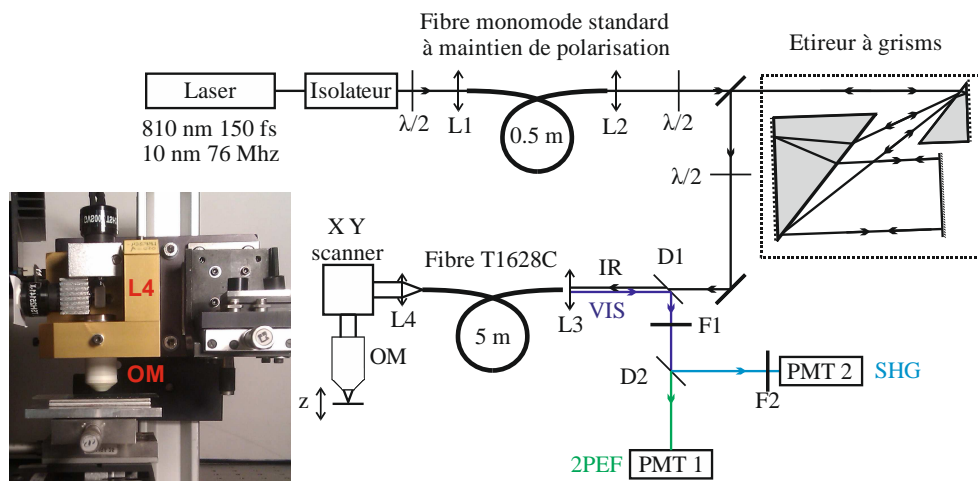 Fibre monomode standard
à maintien de polarisation
Etireur à grisms
Laser
Isolateur
λ/2
L1
0.5 m
L2
λ/2
810 nm 150 fs
10 nm 76 Mhz
λ/2
X Y
scanner
Fibre T1628C
IR
D1
VIS
L4
L3
5 m
F1
OM
z
D2
F2
PMT 2
SHG
2PEF
PMT 1
L4
OM